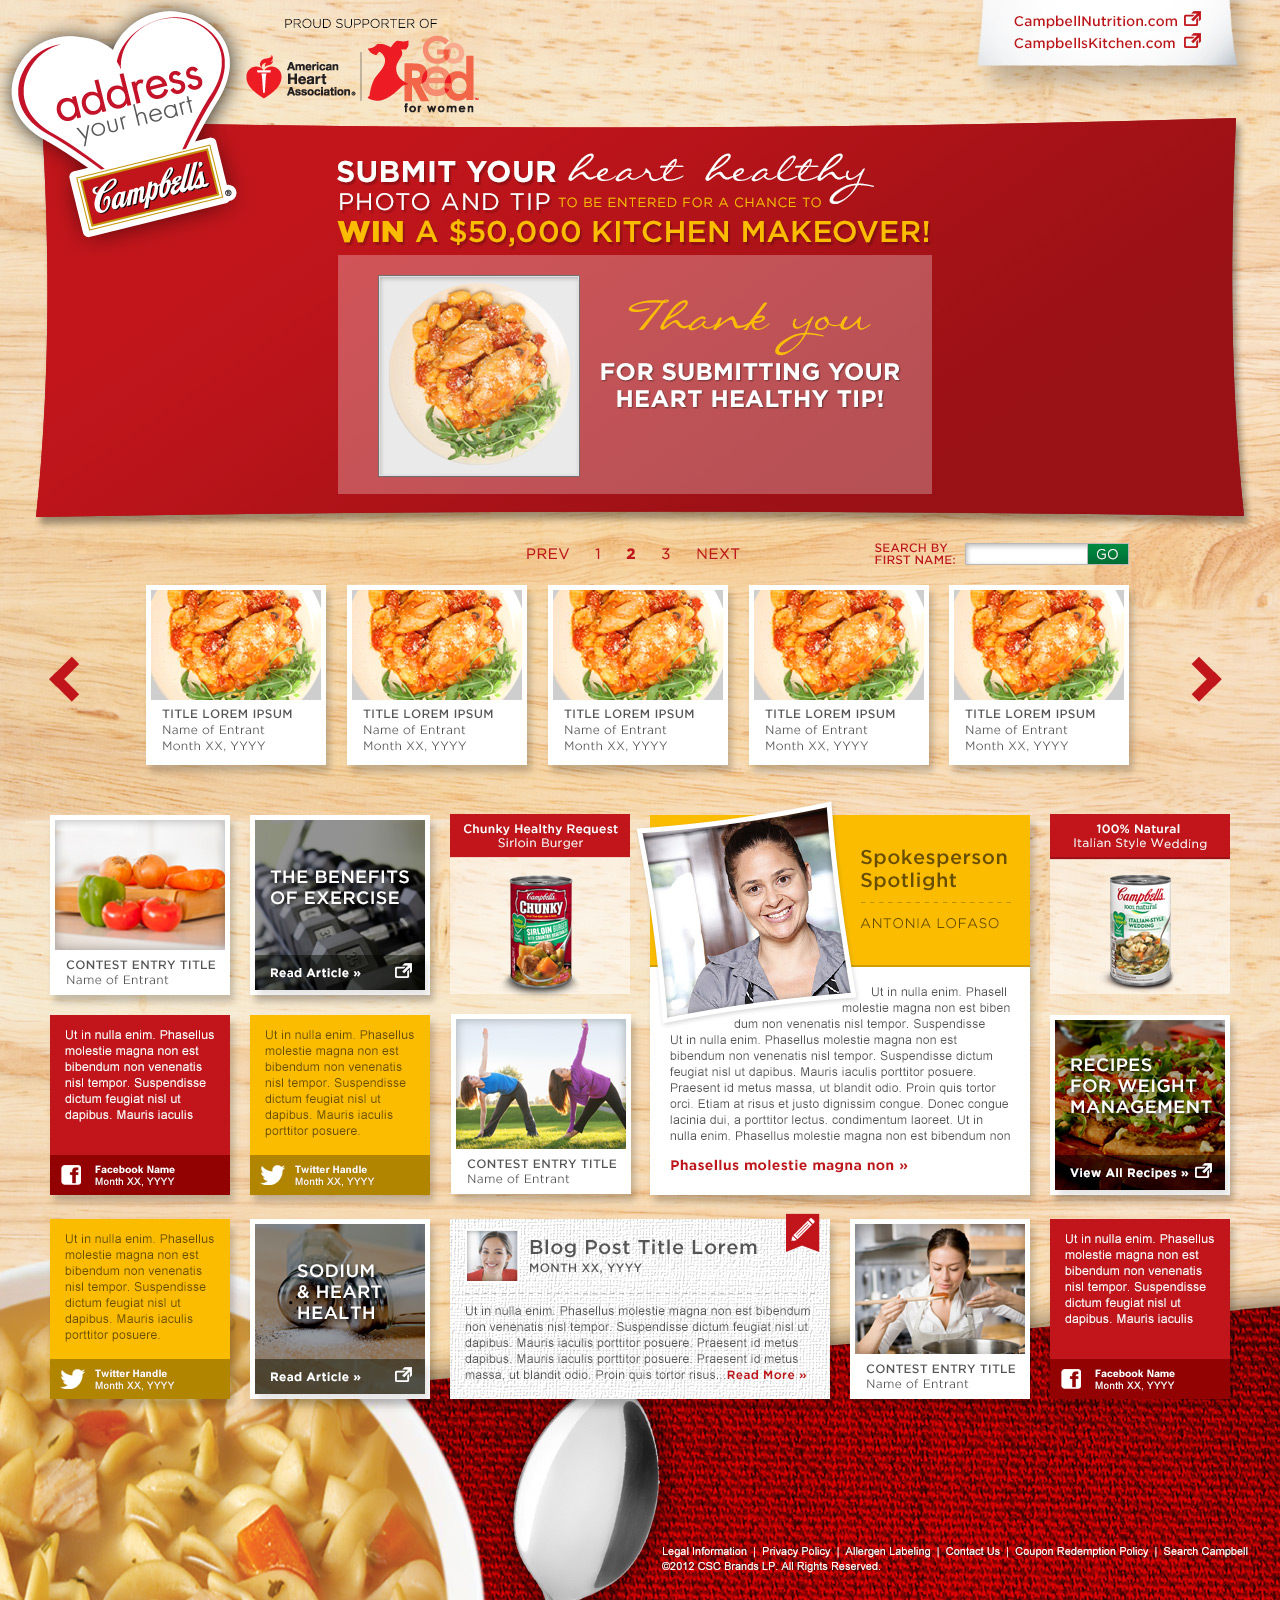 PROUD SUPPORTER OF
American
Heart
Association®
Go
Red
for women
CampbellNutrition.com
CampbellsKitchen.com
address
your heart
Campbell's®
SUBMIT YOUR heart healthy
PHOTO AND TIP TO BE ENTERED FOR A CHANCE TO
WIN A $50,000 KITCHEN MAKEOVER!
Thank you
FOR SUBMITTING YOUR
HEART HEALTHY TIP!
PREV 1 2 3 NEXT
SEARCH BY
FIRST NAME:
GO
TITLE LOREM IPSUM
Name of Entrant
Month XX, YYYY
TITLE LOREM IPSUM
Name of Entrant
Month XX, YYYY
TITLE LOREM IPSUM
Name of Entrant
Month XX, YYYY
TITLE LOREM IPSUM
Name of Entrant
Month XX, YYYY
TITLE LOREM IPSUM
Name of Entrant
Month XX, YYYY
CONTEST ENTRY TITLE
Name of Entrant
THE BENEFITS
OF EXERCISE
Read Article »
Chunky Healthy Request
Sirloin Burger
Campbell's
CHUNKY
SIRLOIN BURGER
Spokesperson
Spotlight
ANTONIA LOFASO
Ut in nulla enim. Phasell
molestie magna non est biben
dum non venenatis nisl tempor. Suspendisse
Ut in nulla enim. Phasellus molestie magna non est
bibendum non venenatis nisl tempor. Suspendisse dictum
feugiat nisl ut dapibus. Mauris iaculis porttitor posuere.
Praesent id metus massa, ut blandit odio. Proin quis tortor
orci. Etiam at risus et justo dignissim congue. Donec congue
lacinia dui, a porttitor lectus. condimentum laoreet. Ut in
nulla enim. Phasellus molestie magna non est bibendum non
Phasellus molestie magna non »
100% Natural
Italian Style Wedding
Campbell's
100% natural
ITALIAN-STYLE
WEDDING
Ut in nulla enim. Phasellus
molestie magna non est
bibendum non venenatis
nisl tempor. Suspendisse
dictum feugiat nisl ut
dapibus. Mauris iaculis
Facebook Name
Month XX, YYYY
Ut in nulla enim. Phasellus
molestie magna non est
bibendum non venenatis
nisl tempor. Suspendisse
dictum feugiat nisl ut
dapibus. Mauris iaculis
porttitor posuere.
Twitter Handle
Month XX, YYYY
CONTEST ENTRY TITLE
Name of Entrant
RECIPES
FOR WEIGHT
MANAGEMENT
View All Recipes »
Ut in nulla enim. Phasellus
molestie magna non est
bibendum non venenatis
nisl tempor. Suspendisse
dictum feugiat nisl ut
dapibus. Mauris iaculis
porttitor posuere.
Twitter Handle
Month XX, YYYY
SODIUM
& HEART
HEALTH
Read Article »
Blog Post Title Lorem
MONTH XX, YYYY
Ut in nulla enim. Phasellus molestie magna non est bibendum
non venenatis nisl tempor. Suspendisse dictum feugiat nisl ut
dapibus. Mauris iaculis porttitor posuere. Praesent id metus
dapibus. Mauris iaculis porttitor posuere. Praesent id metus
massa, ut blandit odio. Proin quis tortor risus...Read More »
CONTEST ENTRY TITLE
Name of Entrant
Ut in nulla enim. Phasellus
molestie magna non est
bibendum non venenatis
nisl tempor. Suspendisse
dictum feugiat nisl ut
dapibus. Mauris iaculis
Facebook Name
Month XX, YYYY
Legal Information | Privacy Policy | Allergen Labeling | Contact Us | Coupon Redemption Policy | Search Campbell
©2012 CSC Brands LP. All Rights Reserved.